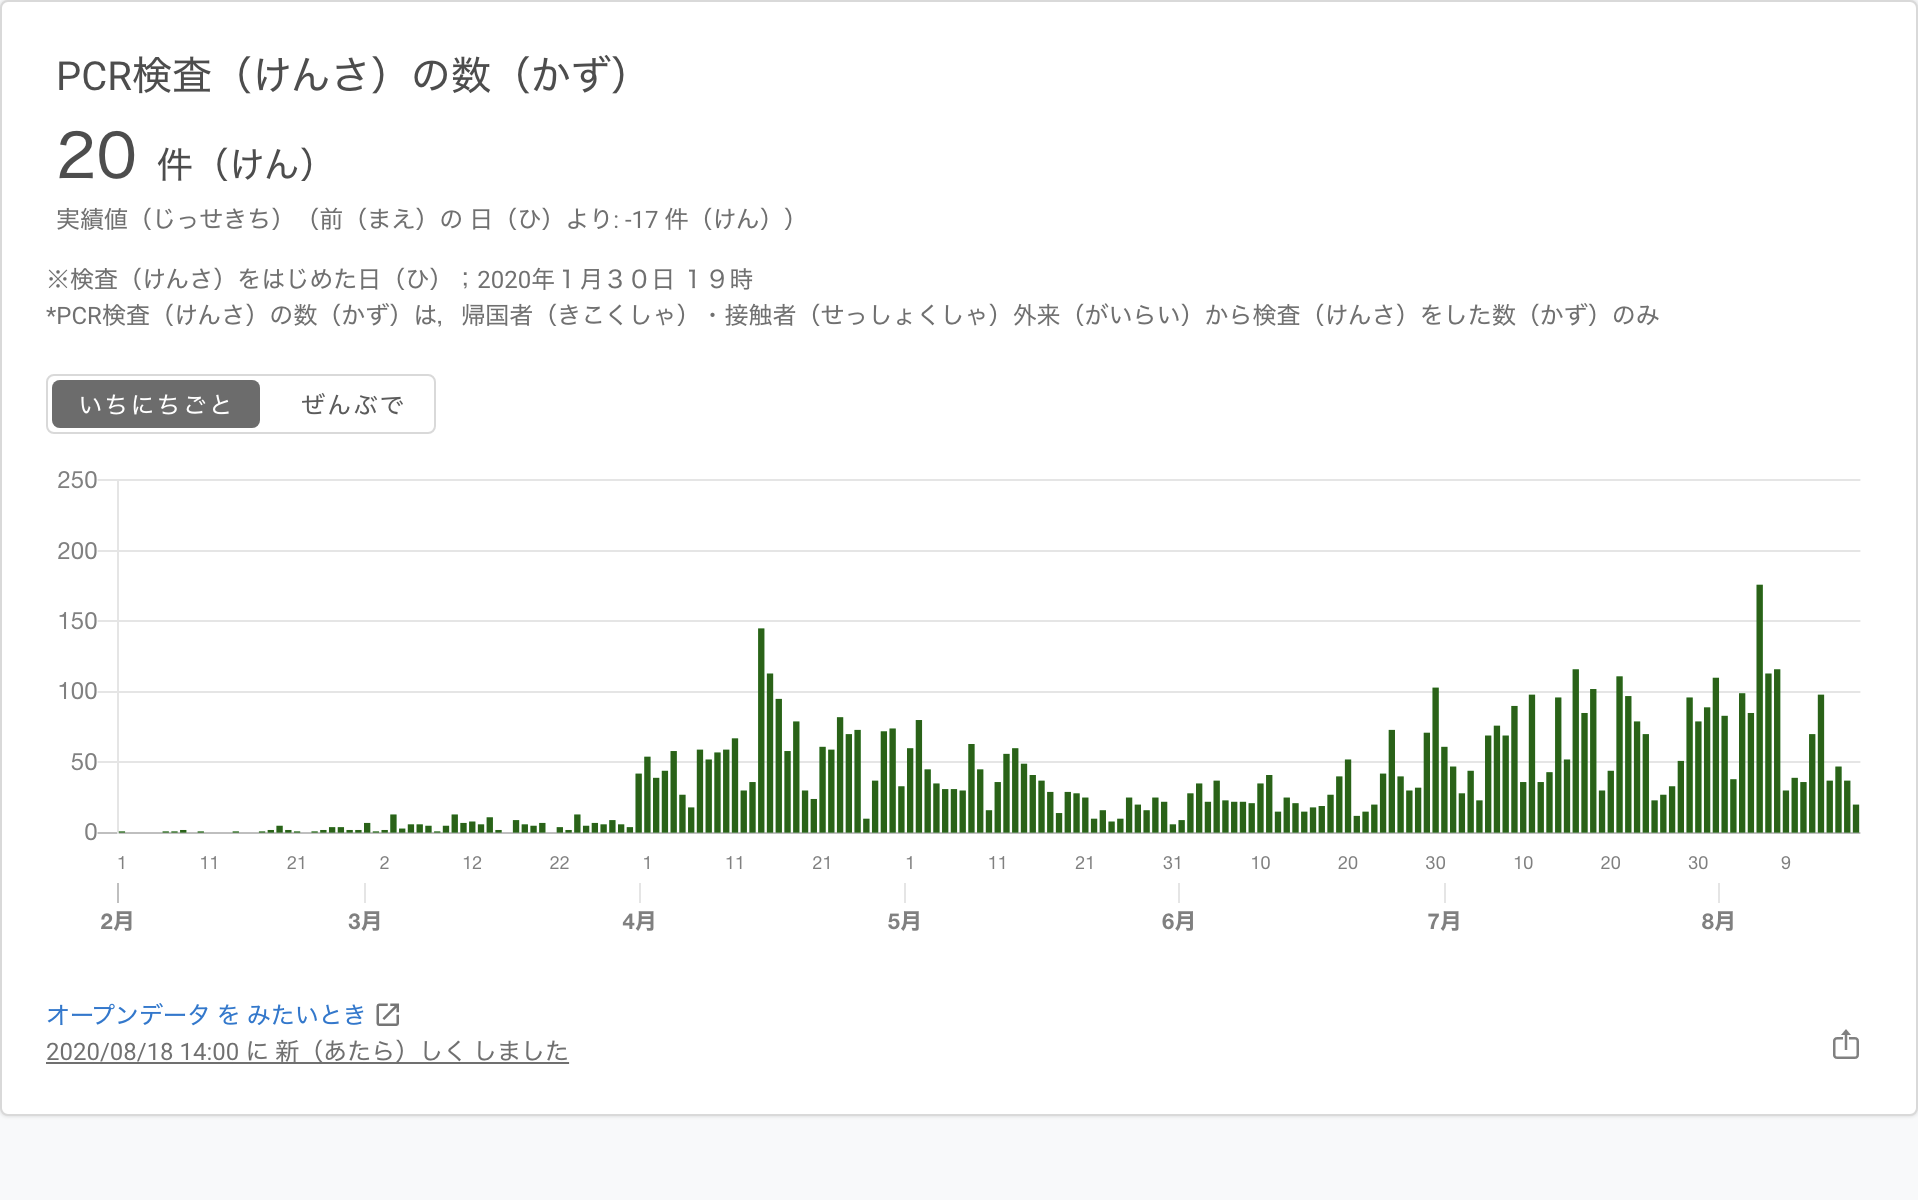 PCR検査（けんさ）の数（かず）
20 件（けん）
実績値（じっせきち）（前（まえ）の 日（ひ）より: -17 件（けん））
※検査（けんさ）をはじめた日（ひ）；2020年１月３０日 １９時
*PCR検査（けんさ）の数（かず）は，帰国者（きこくしゃ）・接触者（せっしょくしゃ）外来（がいらい）から検査（けんさ）をした数（かず）のみ
いちにちごと ぜんぶで
250
200
150
100
50
0
1 11 21 2 12 22 1 11 21 1 11 21 31 10 20 30 10 20 30 9
2月 3月 4月 5月 6月 7月 8月
オープンデータ を みたいとき
2020/08/18 14:00 に 新（あたら）しく しました